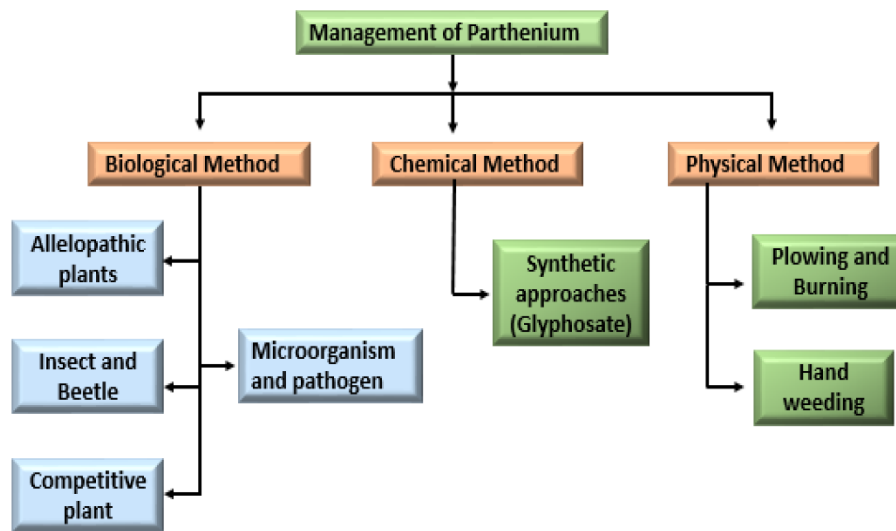 Management of Parthenium
Biological Method
Chemical Method
Physical Method
Allelopathic
plants
Insect and
Beetle
Competitive
plant
Microorganism
and pathogen
Synthetic
approaches
(Glyphosate)
Plowing and
Burning
Hand
weeding